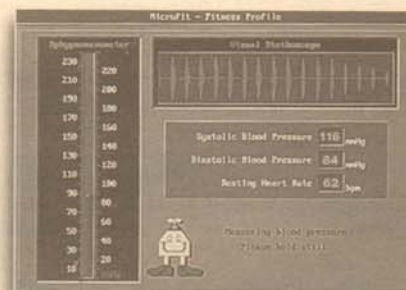 MicroFit - Fitness Profile
Sphygmomanometer
Visual Stethoscope
230
220
210
200
190
180
170
160
150
140
130
120
110
100
90
80
70
60
50
40
30
20
10
Systolic Blood Pressure 116 mmHg
Diastolic Blood Pressure 64 mmHg
Resting Heart Rate 62 bpm
Measuring blood pressure
Please hold still